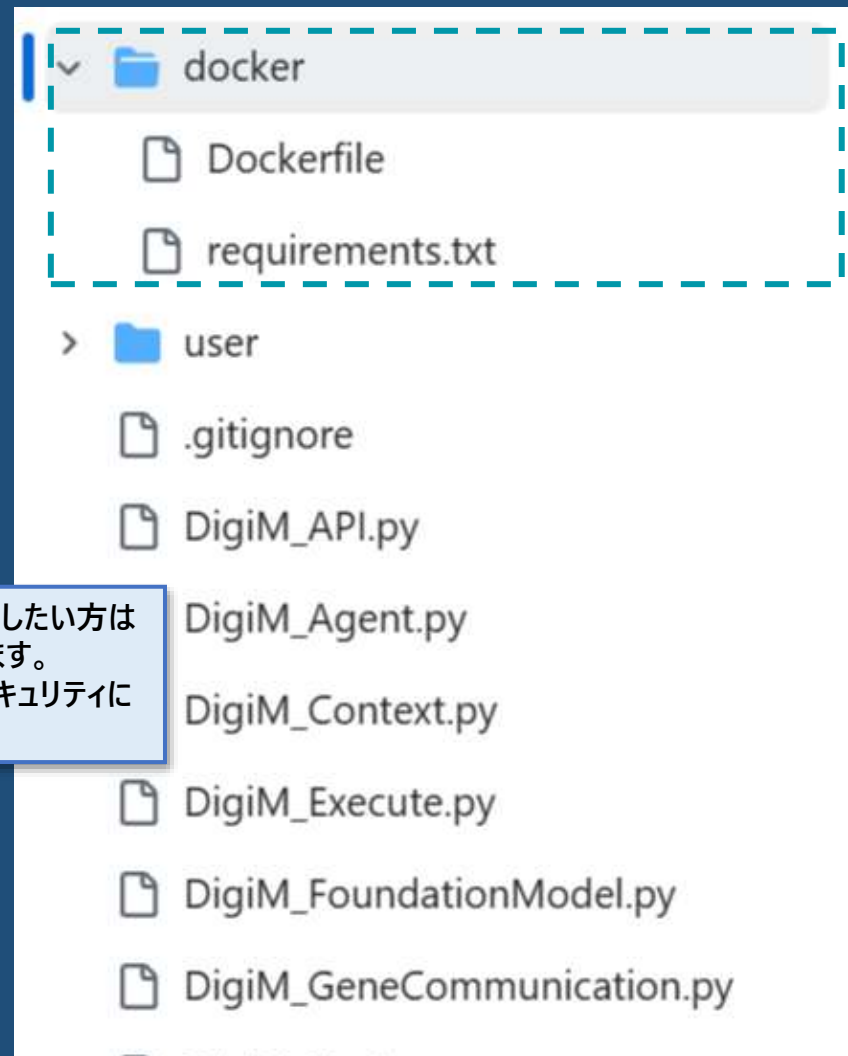 docker
Dockerfile
requirements.txt
user
.gitignore
DigiM_API.py
したい方は
ます。
キュリティに
DigiM_Agent.py
DigiM_Context.py
DigiM_Execute.py
DigiM_FoundationModel.py
DigiM_GeneCommunication.py